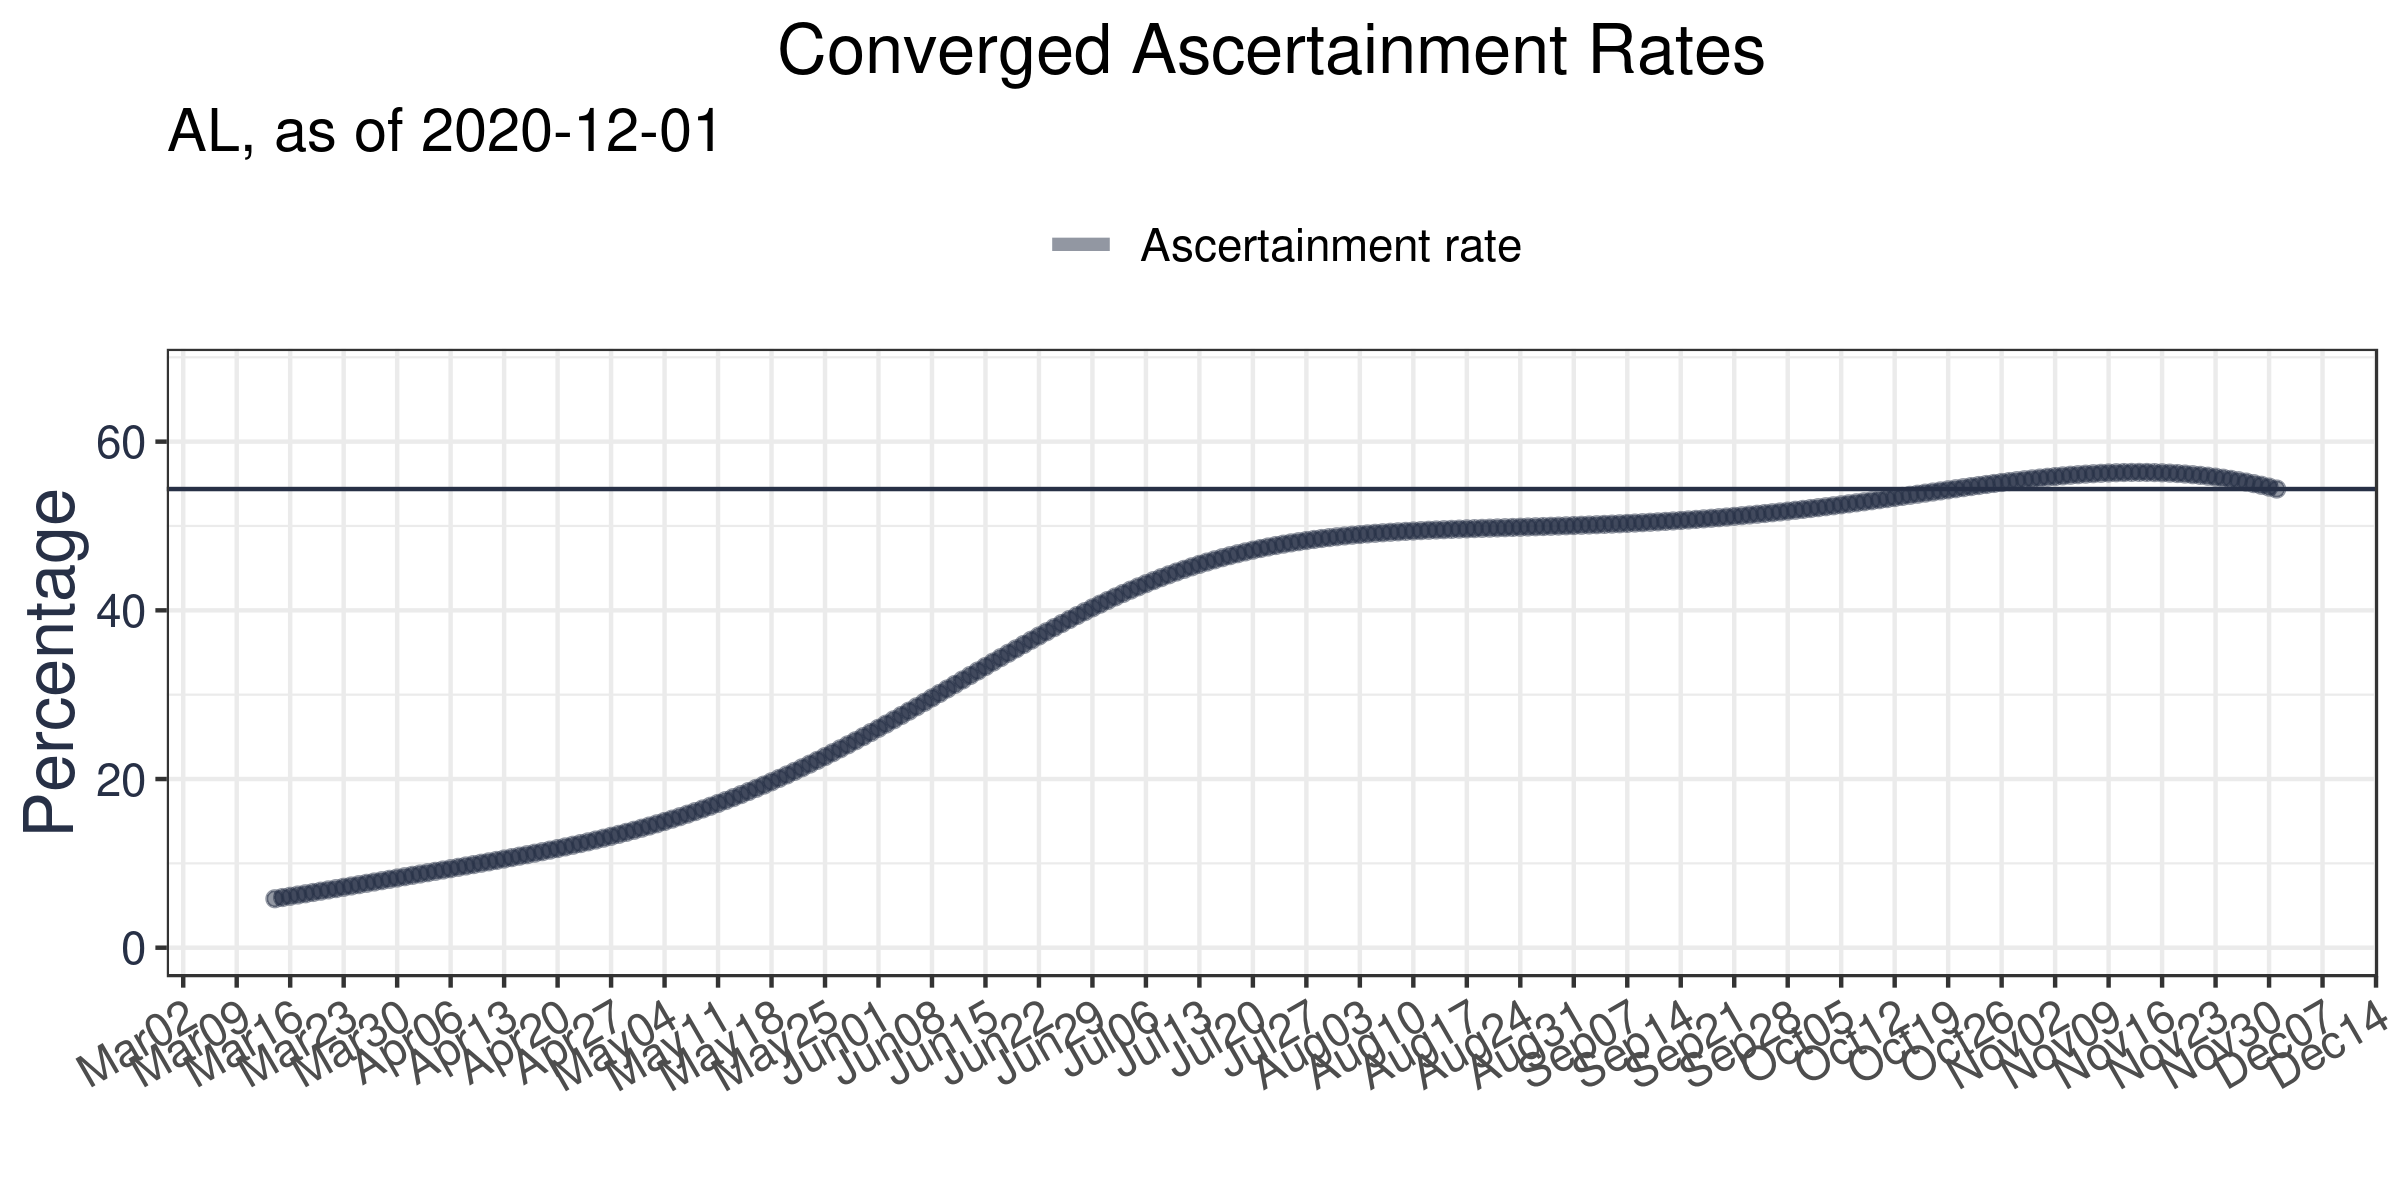 Converged Ascertainment Rates
AL, as of 2020-12-01
Ascertainment rate
Percentage
60
40
20
0
Mar02
Mar09
Mar16
Mar23
Mar30
Apr06
Apr13
Apr20
Apr27
May04
May11
May18
May25
Jun01
Jun08
Jun15
Jun22
Jun29
Jul06
Jul13
Jul20
Jul27
Aug03
Aug10
Aug17
Aug24
Aug31
Sep07
Sep14
Sep21
Sep28
Oct05
Oct12
Oct19
Oct26
Nov02
Nov09
Nov16
Nov23
Nov30
Dec07
Dec14